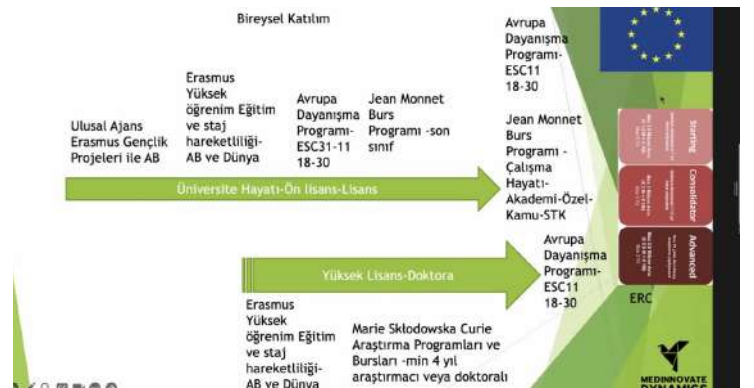 Bireysel Katılım
Ulusal Ajans
Erasmus Gençlik
Projeleri ile AB
Erasmus
Yüksek
öğrenim Eğitim
ve staj
hareketliliği-
AB ve Dünya
Avrupa
Dayanışma
Programı-
ESC31-11
18-30
Jean Monnet
Burs
Programı -son
sınıf
Avrupa
Dayanışma
Programı-
ESC11
18-30
Üniversite Hayatı-Ön lisans-Lisans
Jean Monnet
Burs
Programı -
Çalışma
Hayatı-
Akademi-Özel-
Kamu-STK
Yüksek Lisans-Doktora
Avrupa
Dayanışma
Programı-
ESC11
18-30
Erasmus
Yüksek
öğrenim Eğitim
ve staj
hareketliliği-
AB ve Dünya
Marie Skłodowska Curie
Araştırma Programları ve
Bursları -min 4 yıl
araştırmacı veya doktoralı
Starting
Consolidator
Advanced
ERC
MEDINNOVATE
DYNAMICS